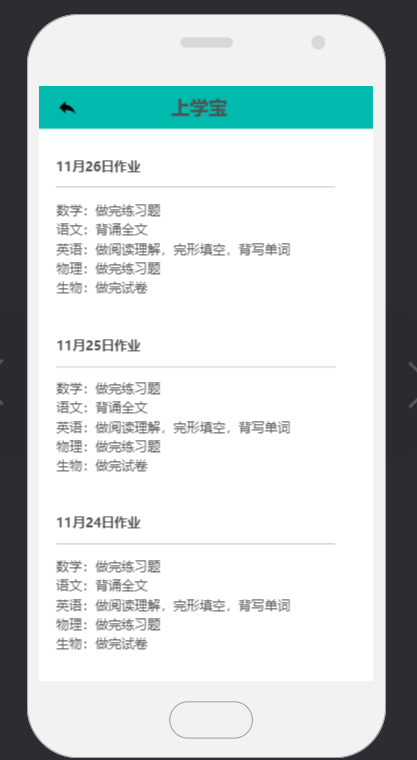 上学宝
11月26日作业
数学：做完练习题
语文：背诵全文
英语：做阅读理解，完形填空，背写单词
物理：做完练习题
生物：做完试卷
11月25日作业
数学：做完练习题
语文：背诵全文
英语：做阅读理解，完形填空，背写单词
物理：做完练习题
生物：做完试卷
11月24日作业
数学：做完练习题
语文：背诵全文
英语：做阅读理解，完形填空，背写单词
物理：做完练习题
生物：做完试卷